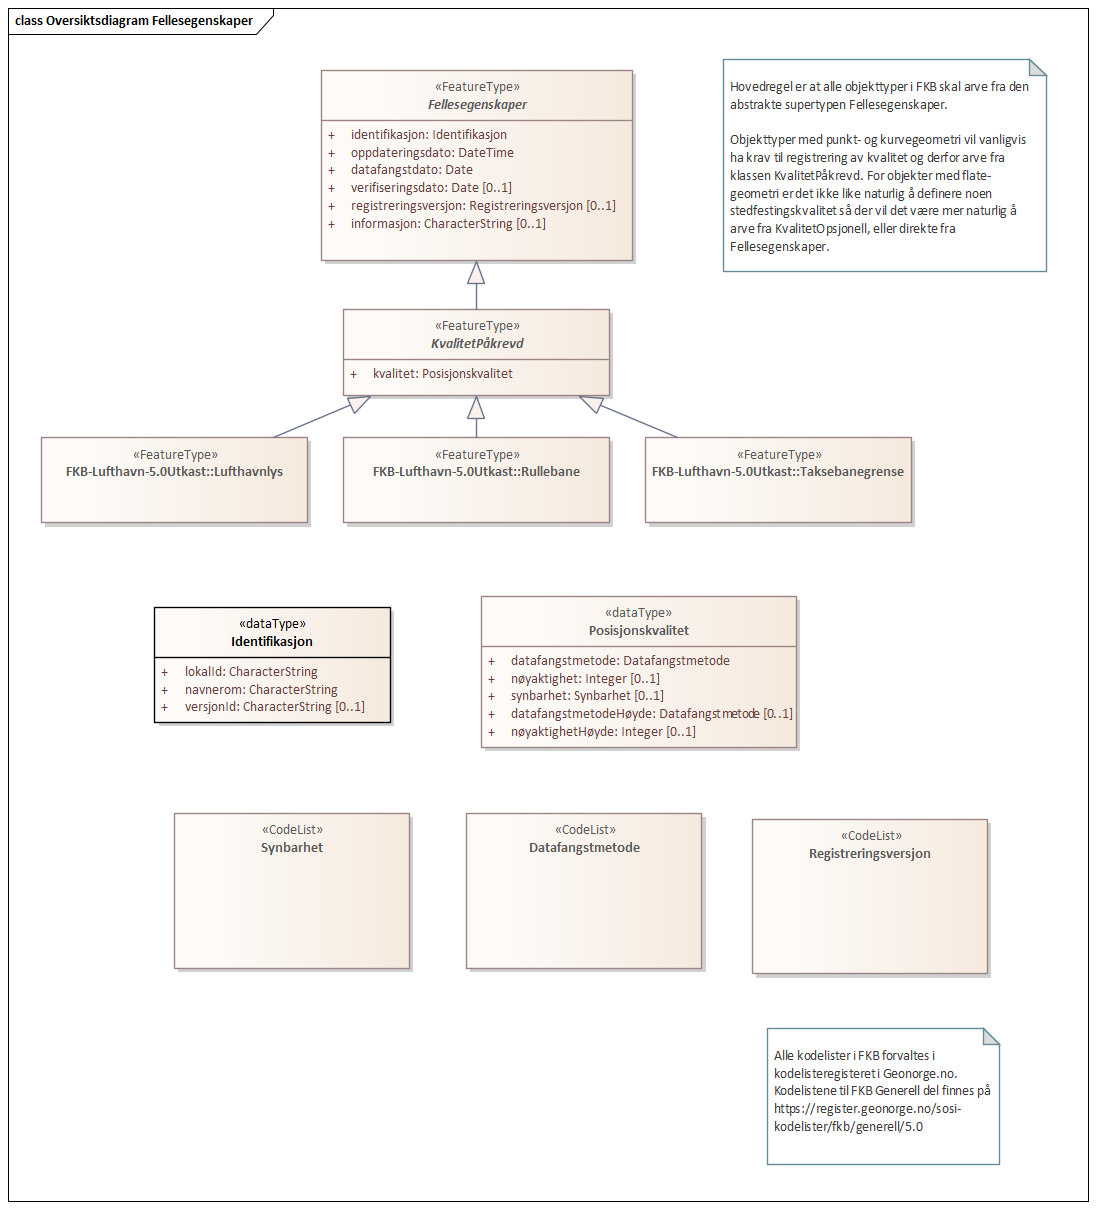 class Oversiktsdiagram Fellesegenskaper
«FeatureType»
Fellesegenskaper
+ identifikasjon: Identifikasjon
+ oppdateringsdato: DateTime
+ datafangstdato: Date
+ verifiseringsdato: Date [0..1]
+ registreringsversjon: Registreringsversjon [0..1]
+ informasjon: CharacterString [0..1]
Hovedregel er at alle objekttyper i FKB skal arve fra den
abstrakte supertypen Fellesegenskaper.
Objekttyper med punkt- og kurvegeometri vil vanligvis
ha krav til registrering av kvalitet og derfor arve fra
klassen KvalitetPåkrevd. For objekter med flate-
geometri er det ikke like naturlig å definere noen
stedfestingskvalitet så der vil det være mer naturlig å
arve fra KvalitetOpsjonell, eller direkte fra
Fellesegenskaper.
«FeatureType»
KvalitetPåkrevd
+ kvalitet: Posisjonskvalitet
«FeatureType»
FKB-Lufthavn-5.0Utkast::Lufthavnlys
«FeatureType»
FKB-Lufthavn-5.0Utkast::Rullebane
«FeatureType»
FKB-Lufthavn-5.0Utkast::Taksebanegrense
«dataType»
Identifikasjon
+ lokalId: CharacterString
+ navnerom: CharacterString
+ versjonId: CharacterString [0..1]
«dataType»
Posisjonskvalitet
+ datafangstmetode: Datafangstmetode
+ nøyaktighet: Integer [0..1]
+ synbarhet: Synbarhet [0..1]
+ datafangstmetodeHøyde: Datafangstmetode [0..1]
+ nøyaktighetHøyde: Integer [0..1]
«CodeList»
Synbarhet
«CodeList»
Datafangstmetode
«CodeList»
Registreringsversjon
Alle kodelister i FKB forvaltes i
kodelisteregisteret i Geonorge.no.
Kodelistene til FKB Generell del finnes på
https://register.geonorge.no/sosi-
kodelister/fkb/generell/5.0